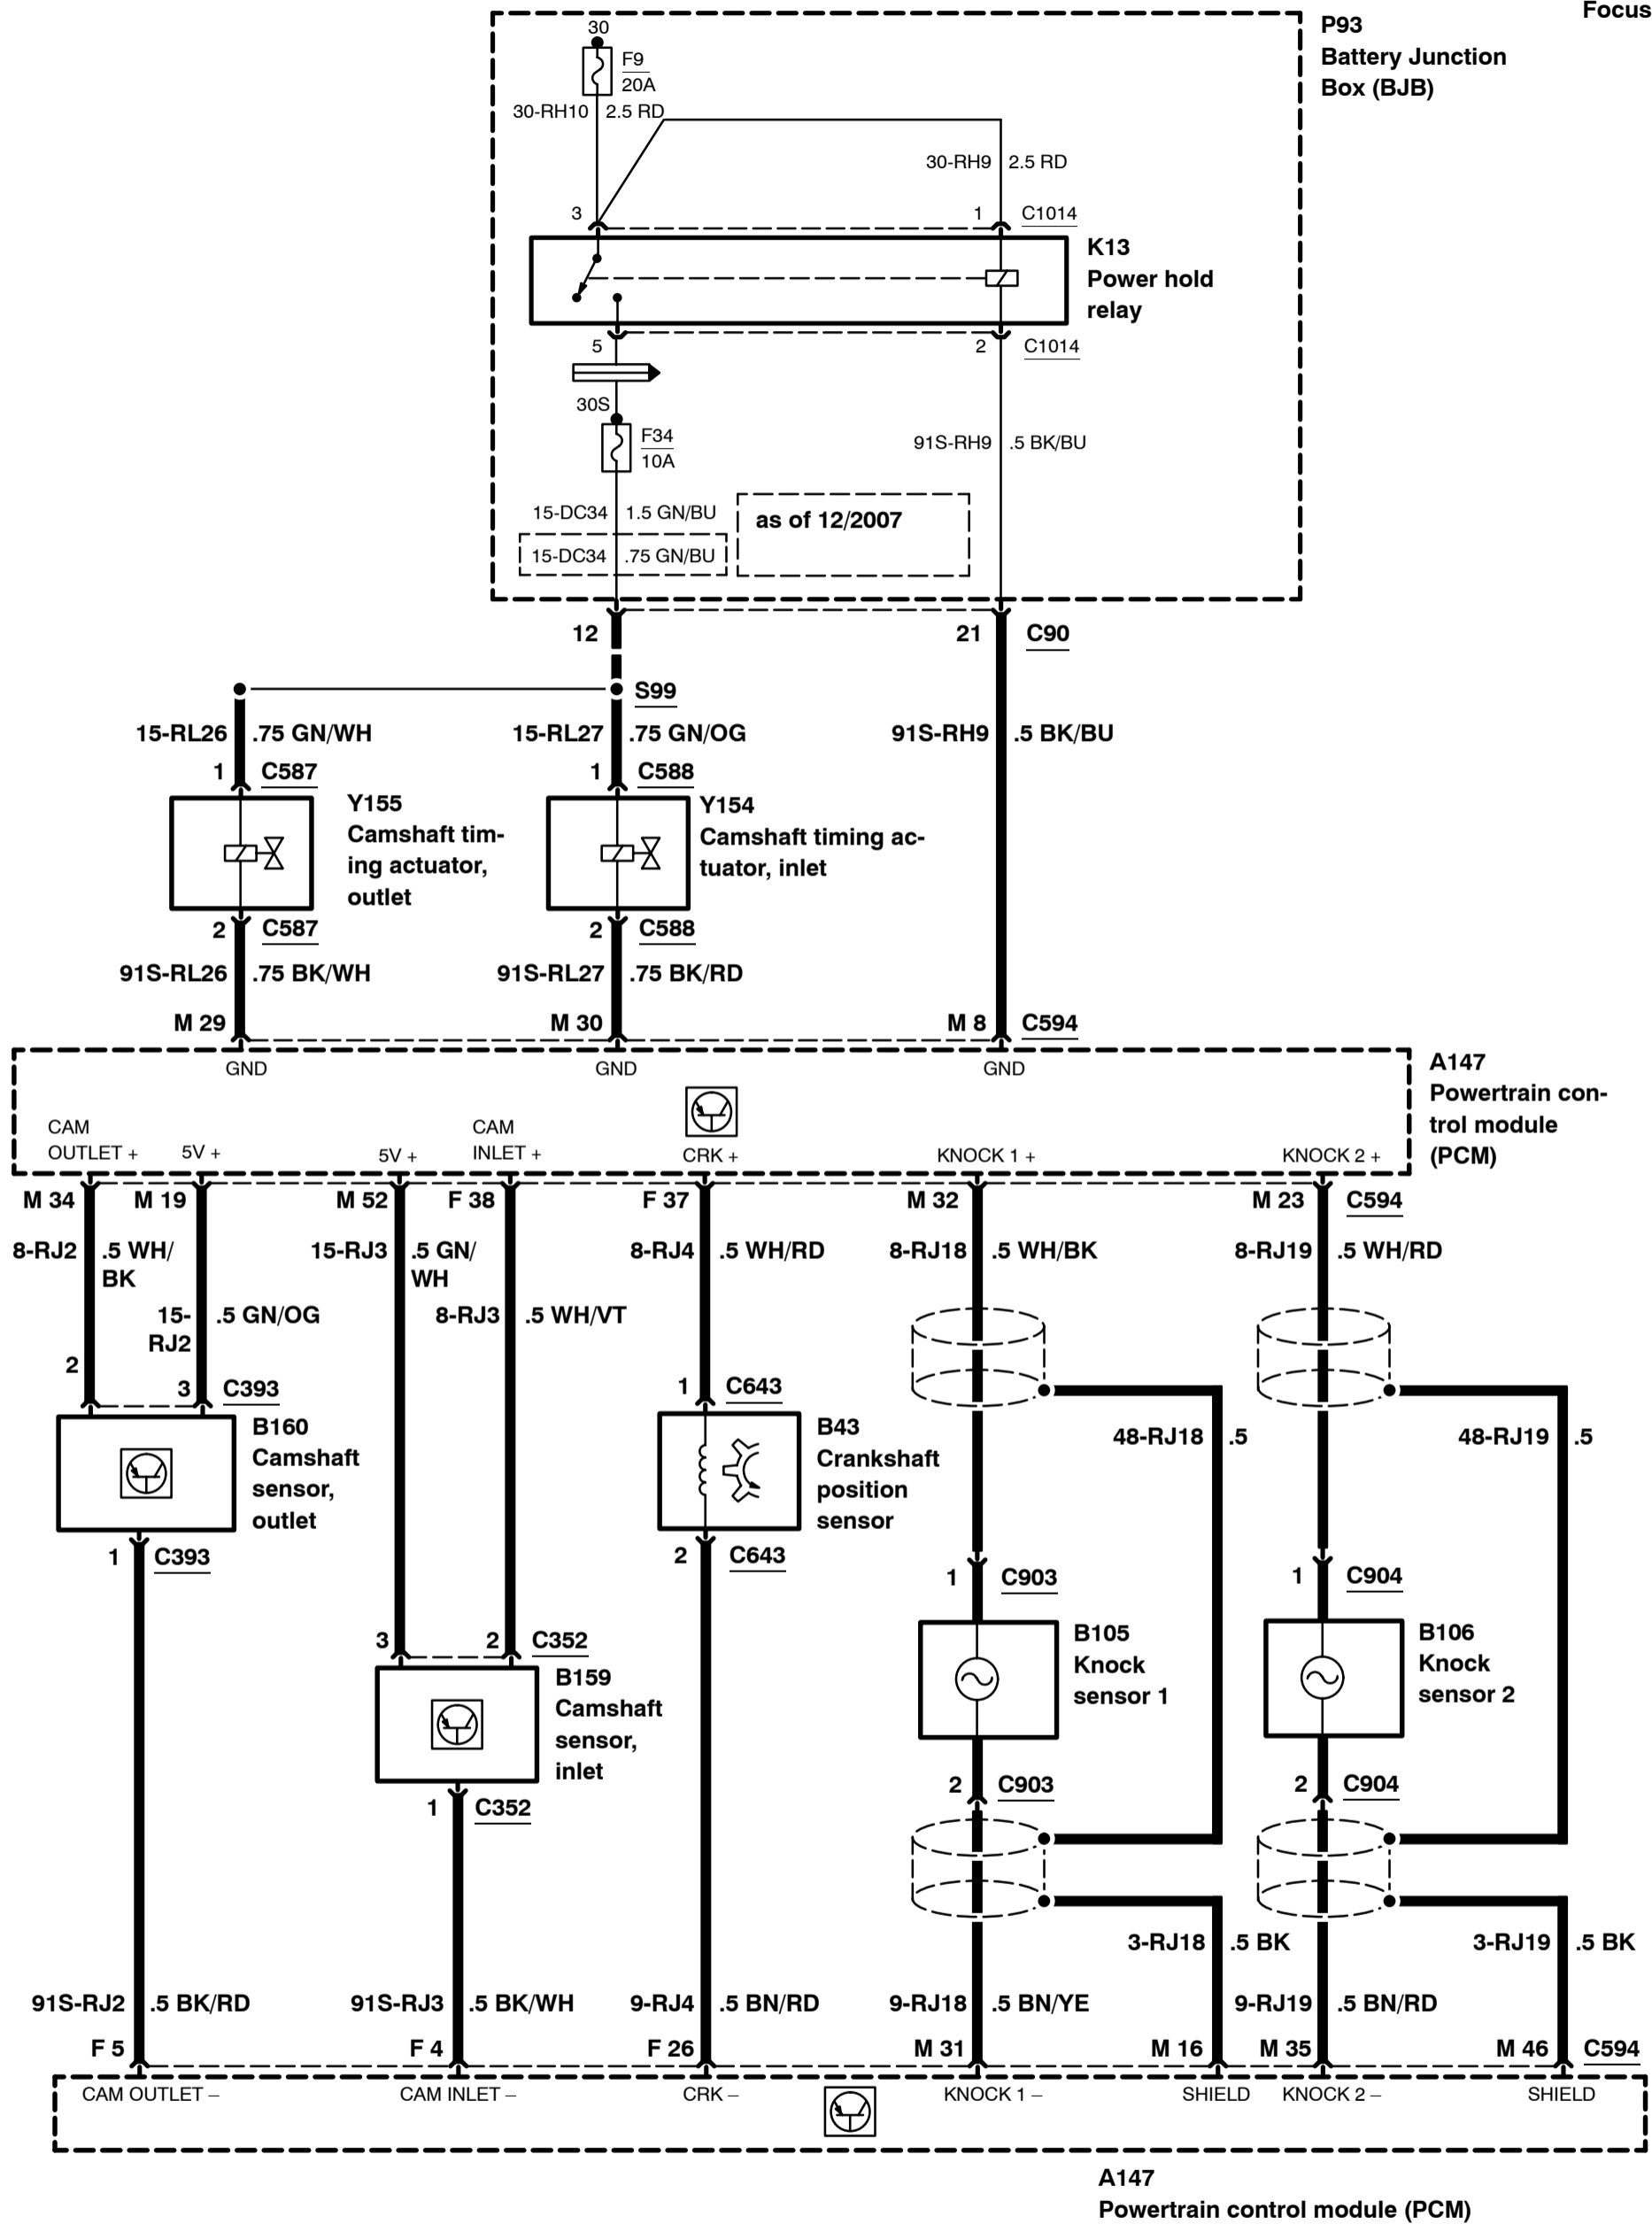 Focus
P93
Battery Junction
Box (BJB)
30
F9
20A
30-RH10 2.5 RD
30-RH9 2.5 RD
3
1 C1014
K13
Power hold
relay
5
2 C1014
30S
F34
10A
91S-RH9 .5 BK/BU
15-DC34 1.5 GN/BU
as of 12/2007
15-DC34 .75 GN/BU
12
21 C90
S99
15-RL26 .75 GN/WH
15-RL27 .75 GN/OG
91S-RH9 .5 BK/BU
1 C587
1 C588
Y155
Camshaft tim-
ing actuator,
outlet
Y154
Camshaft timing ac-
tuator, inlet
2 C587
2 C588
91S-RL26 .75 BK/WH
91S-RL27 .75 BK/RD
M 29
M 30
M 8 C594
GND
GND
GND
A147
Powertrain con-
trol module
(PCM)
CAM
OUTLET +
5V +
5V +
CAM
INLET +
CRK +
KNOCK 1 +
KNOCK 2 +
M 34
M 19
M 52
F 38
F 37
M 32
M 23 C594
8-RJ2 .5 WH/
BK
15-RJ3 .5 GN/
WH
8-RJ4 .5 WH/RD
8-RJ18 .5 WH/BK
8-RJ19 .5 WH/RD
15-
RJ2
.5 GN/OG
8-RJ3 .5 WH/VT
2
3 C393
1 C643
B160
Camshaft
sensor,
outlet
B43
Crankshaft
position
sensor
48-RJ18 .5
48-RJ19 .5
1 C393
2 C643
1 C903
1 C904
3
2 C352
B159
Camshaft
sensor,
inlet
B105
Knock
sensor 1
B106
Knock
sensor 2
1 C352
2 C903
2 C904
3-RJ18 .5 BK
3-RJ19 .5 BK
91S-RJ2 .5 BK/RD
91S-RJ3 .5 BK/WH
9-RJ4 .5 BN/RD
9-RJ18 .5 BN/YE
9-RJ19 .5 BN/RD
F 5
F 4
F 26
M 31
M 16
M 35
M 46 C594
CAM OUTLET –
CAM INLET –
CRK –
KNOCK 1 –
SHIELD
KNOCK 2 –
SHIELD
A147
Powertrain control module (PCM)